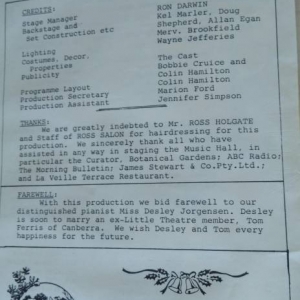 CREDITS:
RON DARWIN
Stage Manager Kel Marler, Doug
Backstage and Shepherd, Allan Egan
Set Construction etc Merv. Brookfield
Wayne Jefferies
Lighting
Costumes, Decor, The Cast
Properties Bobbie Cruice and
Publicity Colin Hamilton
Colin Hamilton
Programme Layout Marion Ford
Production Secretary Jennifer Simpson
Production Assistant
THANKS:
We are greatly indebted to Mr. ROSS HOLGATE
and Staff of ROSS SALON for hairdressing for this
production. We sincerely thank all who have
assisted in any way in staging the Music Hall, in
particular the Curator, Botanical Gardens; ABC Radio;
The Morning Bulletin; James Stewart & Co.Pty.Ltd.;
and La Veille Terrace Restaurant.
FAREWELL:
With this production we bid farewell to our
distinguished pianist Miss Desley Jorgensen. Desley
is soon to marry an ex-Little Theatre member, Tom
Ferris of Canberra. We wish Desley and Tom every
happiness for the future.